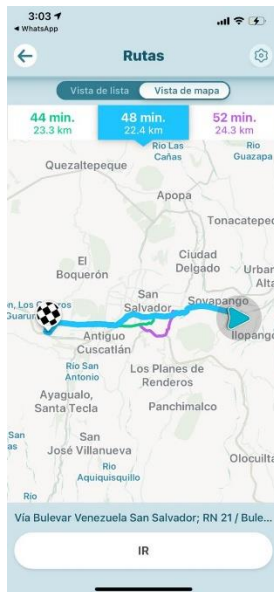 3:03
WhatsApp
Rutas
Vista de lista
Vista de mapa
44 min.
23.3 km
48 min.
22.4 km
52 min.
24.3 km
Rio Las
Cañas
Rio
Guazapa
Quezaltepeque
Apopa
Tonacatepe
El
Boquerón
Ciudad
Delgado
Urban
Alta
San
Salvador
Soyapango
Ilopango
Antiguo
Cuscatlán
Rio San
Antonio
Los Planes de
Renderos
Ayagualo,
Santa Tecla
Panchimalco
San
San
José Villanueva
Rio
Aquiquisquillo
Olocuilt
Rio
Vía Bulevar Venezuela San Salvador; RN 21 / Bule...
IR